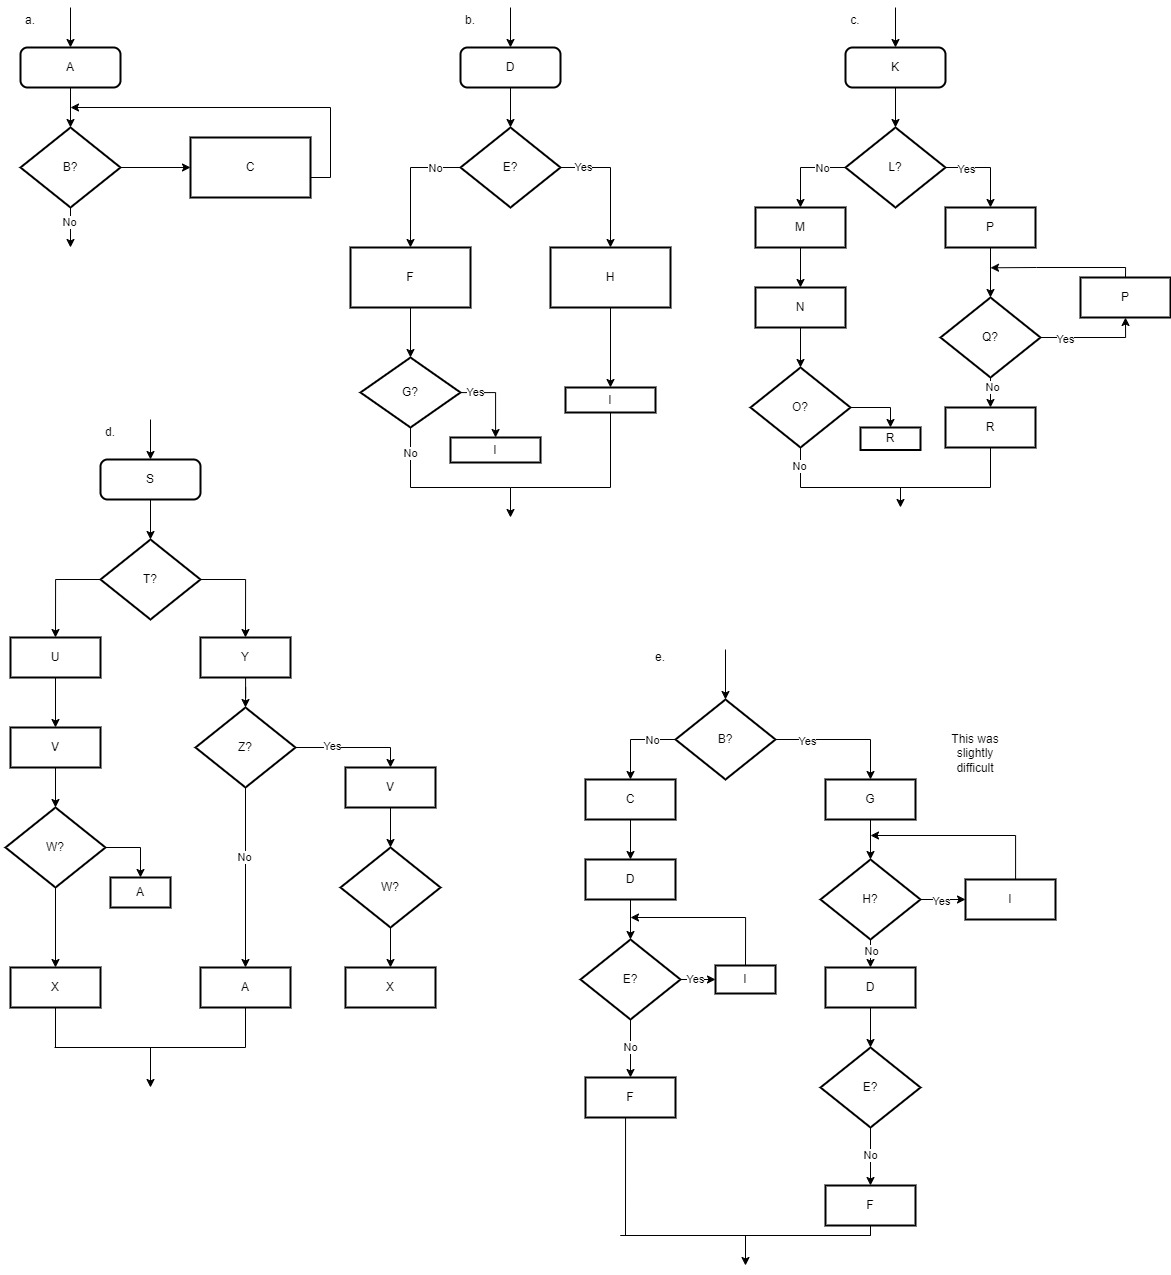 a.
A
B?
C
No
b.
D
E?
No
Yes
F
H
G?
Yes
I
I
No
c.
K
L?
No
Yes
M
P
N
P
Q?
Yes
O?
No
R
R
No
d.
S
T?
U
Y
V
Z?
Yes
V
W?
A
No
W?
X
A
X
e.
B?
No
Yes
This was
slightly
difficult
C
G
D
H?
Yes
I
E?
Yes
I
No
D
No
F
E?
No
F